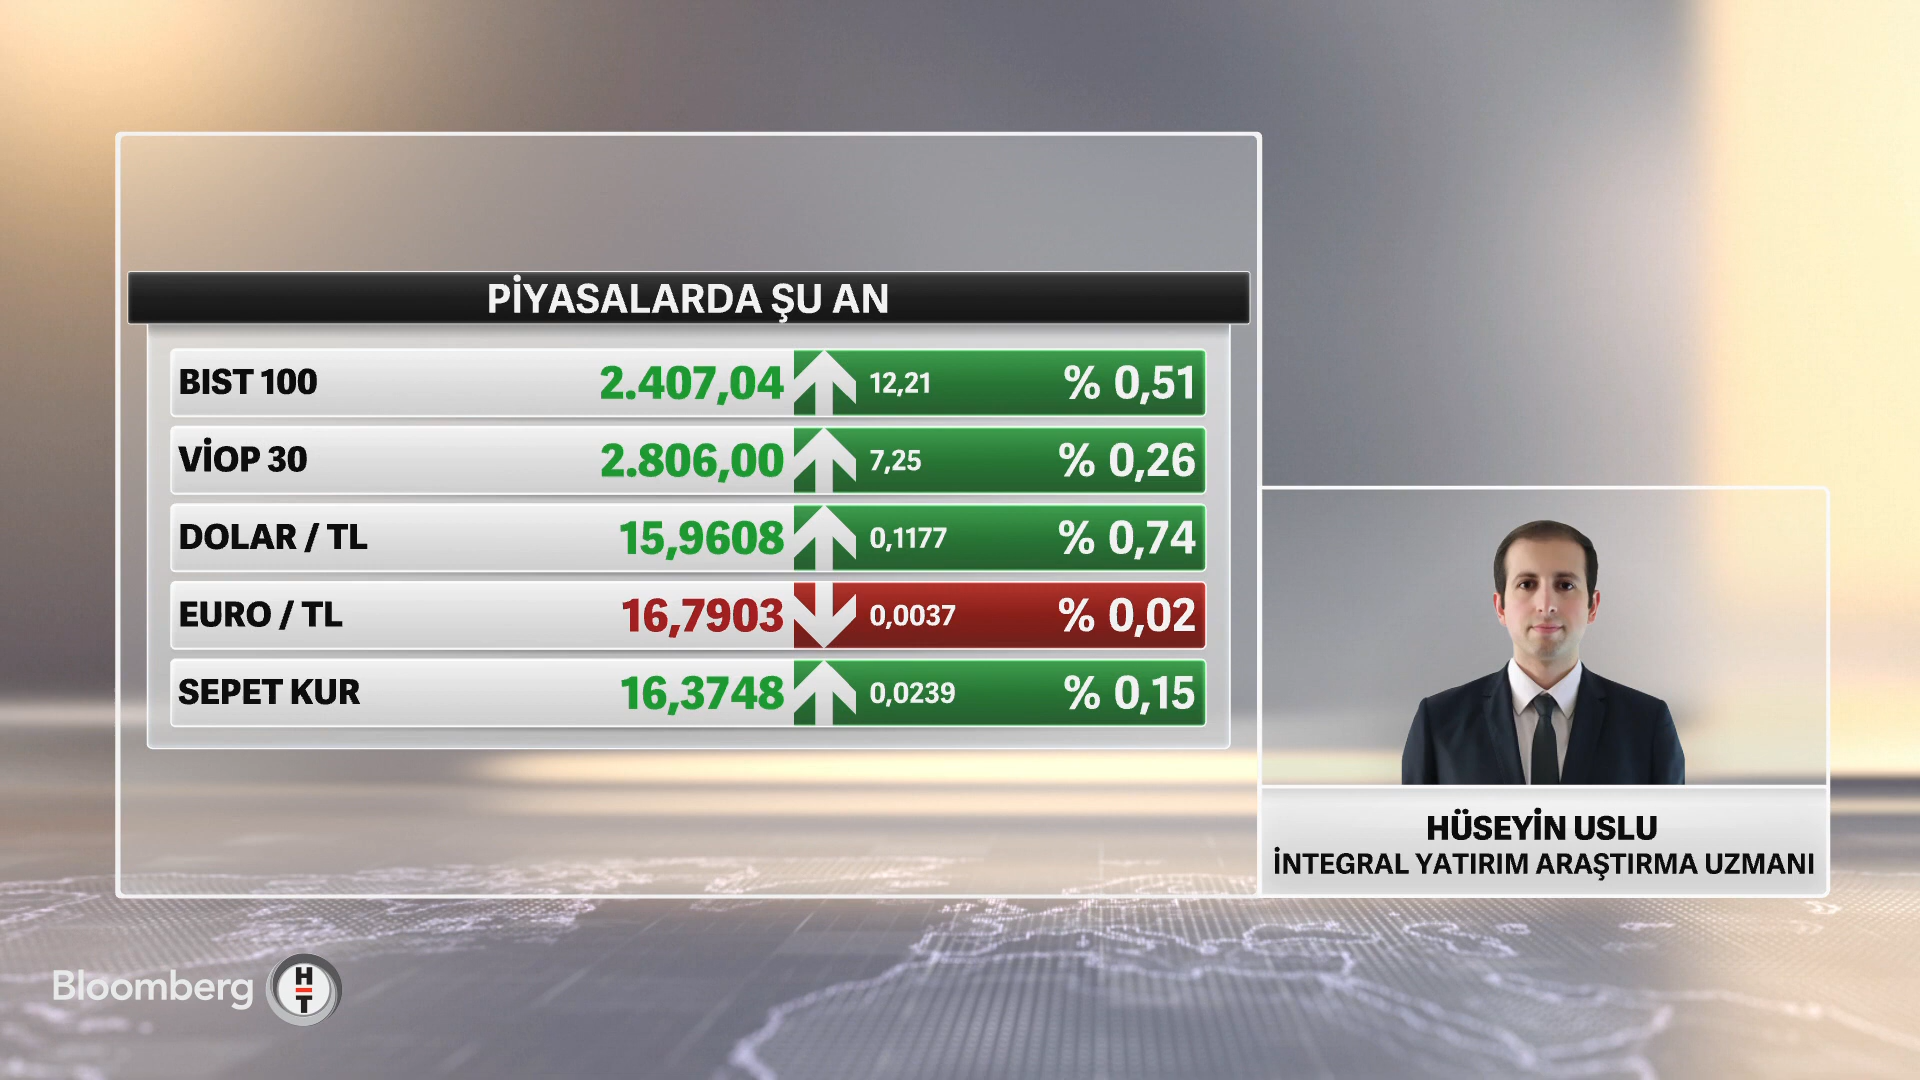 PİYASALARDA ŞU AN
BIST 100 2.407,04 12,21 % 0,51
VİOP 30 2.806,00 7,25 % 0,26
DOLAR / TL 15,9608 0,1177 % 0,74
EURO / TL 16,7903 0,0037 % 0,02
SEPET KUR 16,3748 0,0239 % 0,15
HÜSEYİN USLU
İNTEGRAL YATIRIM ARAŞTIRMA UZMANI
Bloomberg HT